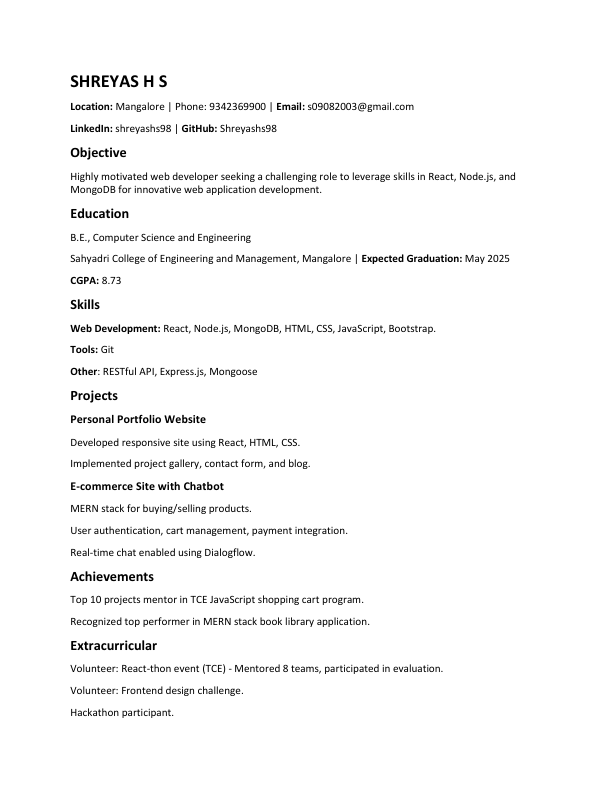 SHREYAS H S
Location: Mangalore | Phone: 9342369900 | Email: s09082003@gmail.com
LinkedIn: shreyashs98 | GitHub: Shreyashs98
Objective
Highly motivated web developer seeking a challenging role to leverage skills in React, Node.js, and
MongoDB for innovative web application development.
Education
B.E., Computer Science and Engineering
Sahyadri College of Engineering and Management, Mangalore | Expected Graduation: May 2025
CGPA: 8.73
Skills
Web Development: React, Node.js, MongoDB, HTML, CSS, JavaScript, Bootstrap.
Tools: Git
Other: RESTful API, Express.js, Mongoose
Projects
Personal Portfolio Website
Developed responsive site using React, HTML, CSS.
Implemented project gallery, contact form, and blog.
E-commerce Site with Chatbot
MERN stack for buying/selling products.
User authentication, cart management, payment integration.
Real-time chat enabled using Dialogflow.
Achievements
Top 10 projects mentor in TCE JavaScript shopping cart program.
Recognized top performer in MERN stack book library application.
Extracurricular
Volunteer: React-thon event (TCE) - Mentored 8 teams, participated in evaluation.
Volunteer: Frontend design challenge.
Hackathon participant.